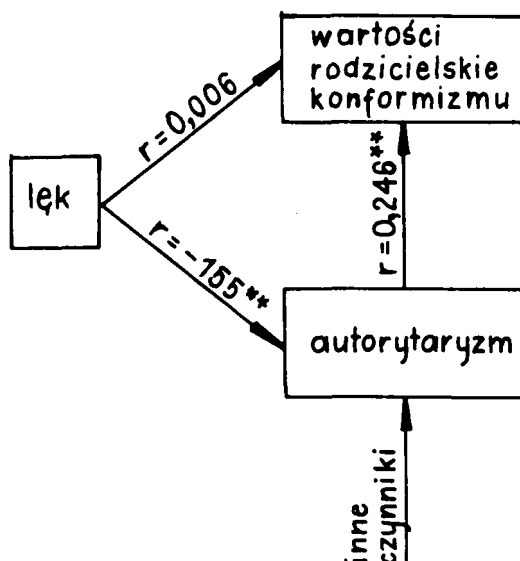 wartości
rodzicielskie
konformizmu
r=0,006
lęk
r=-155**
r=0,246**
autorytaryzm
inne
czynniki